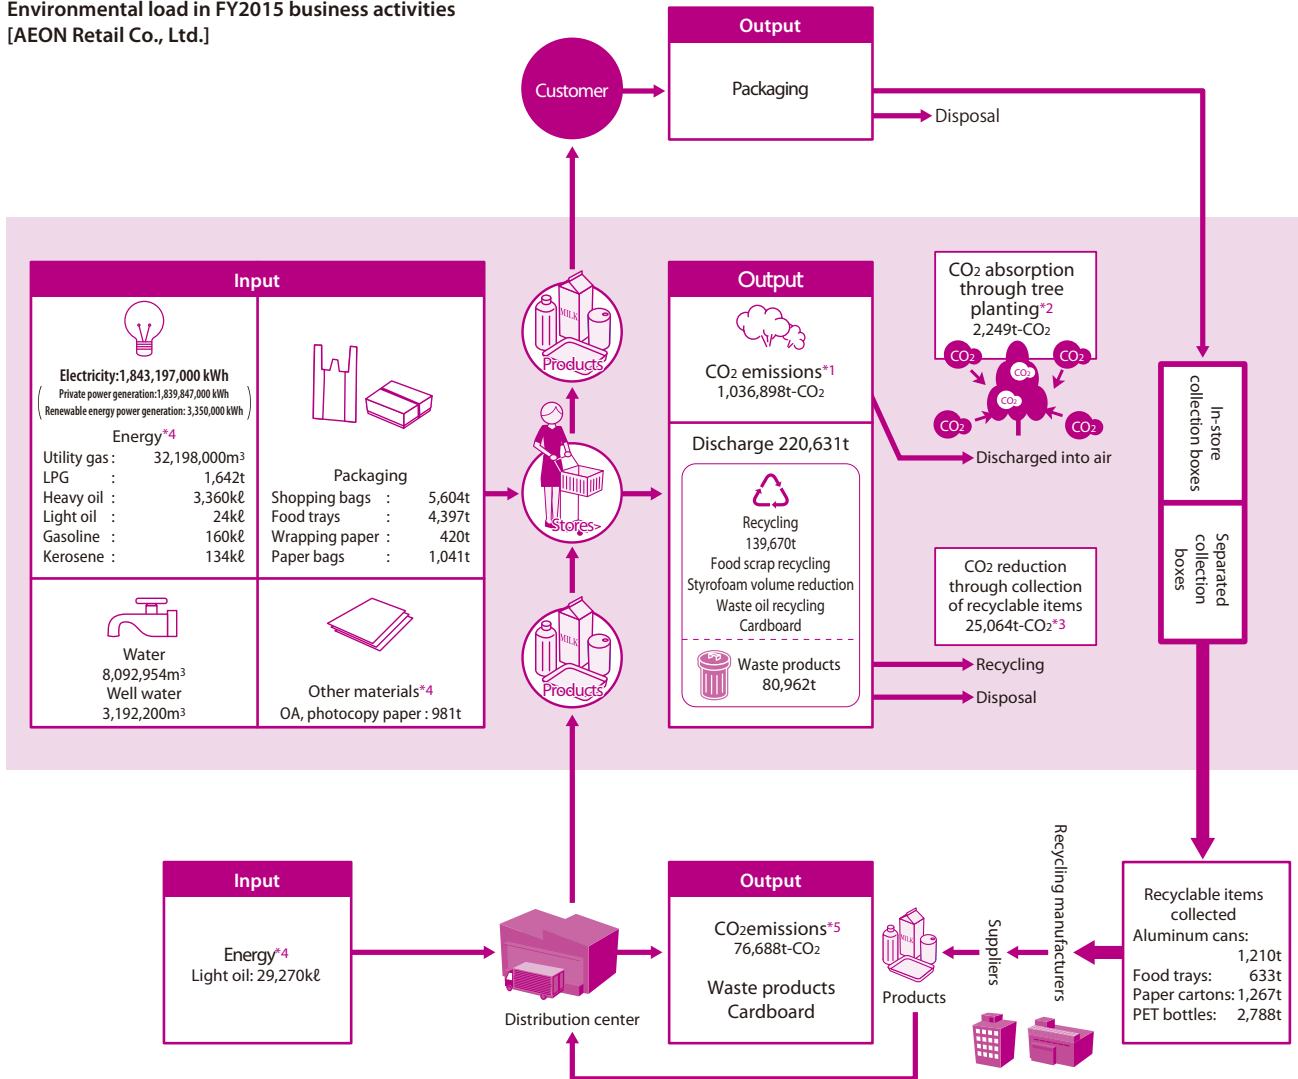 Environmental load in FY2015 business activities
[AEON Retail Co., Ltd.]
Customer
Output
Packaging
Disposal
Input
Electricity:1,843,197,000 kWh
(Private power generation:1,839,847,000 kWh
Renewable energy power generation: 3,350,000 kWh)
Energy*4
Utility gas : 32,198,000m3
LPG : 1,642t
Heavy oil : 3,360kℓ
Light oil : 24kℓ
Gasoline : 160kℓ
Kerosene : 134kℓ
Packaging
Shopping bags : 5,604t
Food trays : 4,397t
Wrapping paper : 420t
Paper bags : 1,041t
Water
8,092,954m3
Well water
3,192,200m3
Other materials*4
OA, photocopy paper : 981t
MILK
Products
Stores>
MILK
Products
Output
CO2 emissions*1
1,036,898t-CO2
Discharge 220,631t
Recycling
139,670t
Food scrap recycling
Styrofoam volume reduction
Waste oil recycling
Cardboard
Waste products
80,962t
CO2 absorption
through tree
planting*2
2,249t-CO2
CO2
CO2
CO2
CO2
CO2
CO2
Discharged into air
CO2 reduction
through collection
of recyclable items
25,064t-CO2*3
Recycling
Disposal
In-store
collection boxes
Separated
collection
boxes
Input
Energy*4
Light oil: 29,270kℓ
Distribution center
Output
CO2emissions*5
76,688t-CO2
Waste products
Cardboard
MILK
Products
Suppliers
Recycling manufacturers
Recyclable items
collected
Aluminum cans:
1,210t
Food trays: 633t
Paper cartons: 1,267t
PET bottles: 2,788t